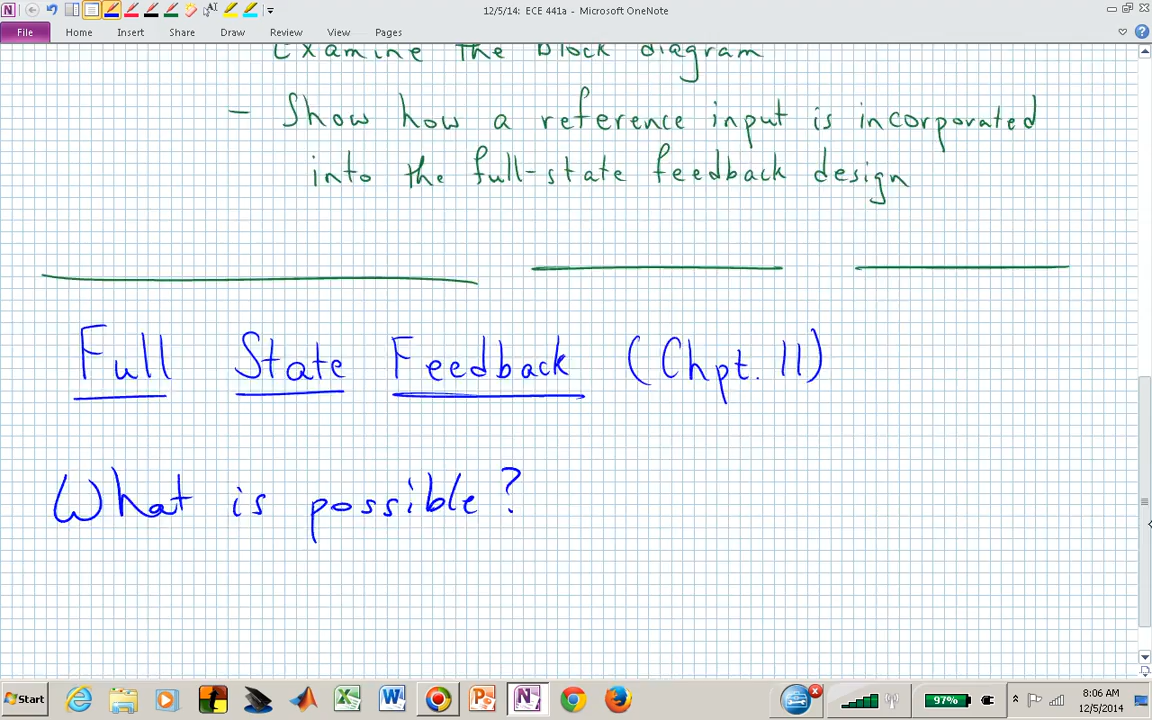 12/5/14: ECE 441a - Microsoft OneNote
File Home Insert Share Draw Review View Pages
Examine the block diagram
- Show how a reference input is incorporated
into the full-state feedback design
Full State Feedback (Chpt. 11)
What is possible?
Start
97%
8:06 AM
12/5/2014